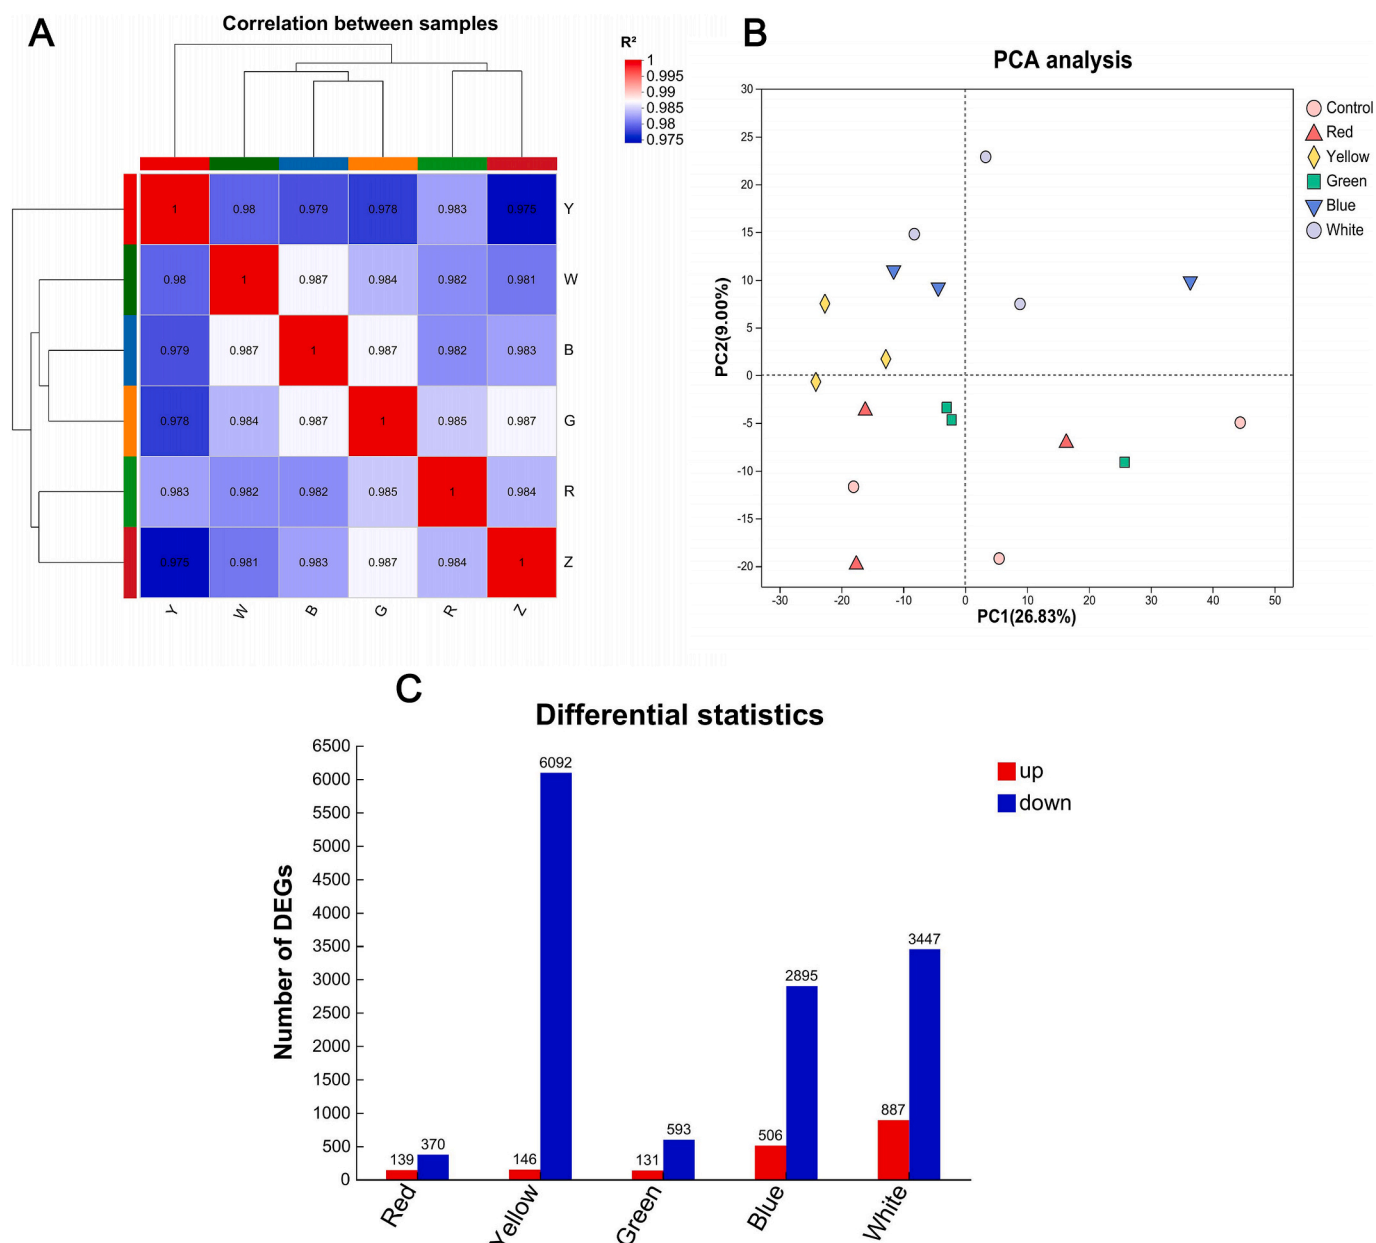 A
Correlation between samples
R²
1
0.995
0.99
0.985
0.98
0.975
1 0.98 0.979 0.978 0.983 0.975 Y
0.98 1 0.987 0.984 0.982 0.981 W
0.979 0.987 1 0.987 0.982 0.983 B
0.978 0.984 0.987 1 0.985 0.987 G
0.983 0.982 0.982 0.985 1 0.984 R
0.975 0.981 0.983 0.987 0.984 1 Z
Y W B G R Z
B
PCA analysis
30
25
20
15
10
5
0
-5
-10
-15
-20
PC2(9.00%)
-30 -20 -10 0 10 20 30 40 50
PC1(26.83%)
Control
Red
Yellow
Green
Blue
White
C
Differential statistics
6500
6000
5500
5000
4500
4000
3500
3000
2500
2000
1500
1000
500
0
Number of DEGs
139 370
146 6092
131 593
506 2895
887 3447
Red Yellow Green Blue White
up
down